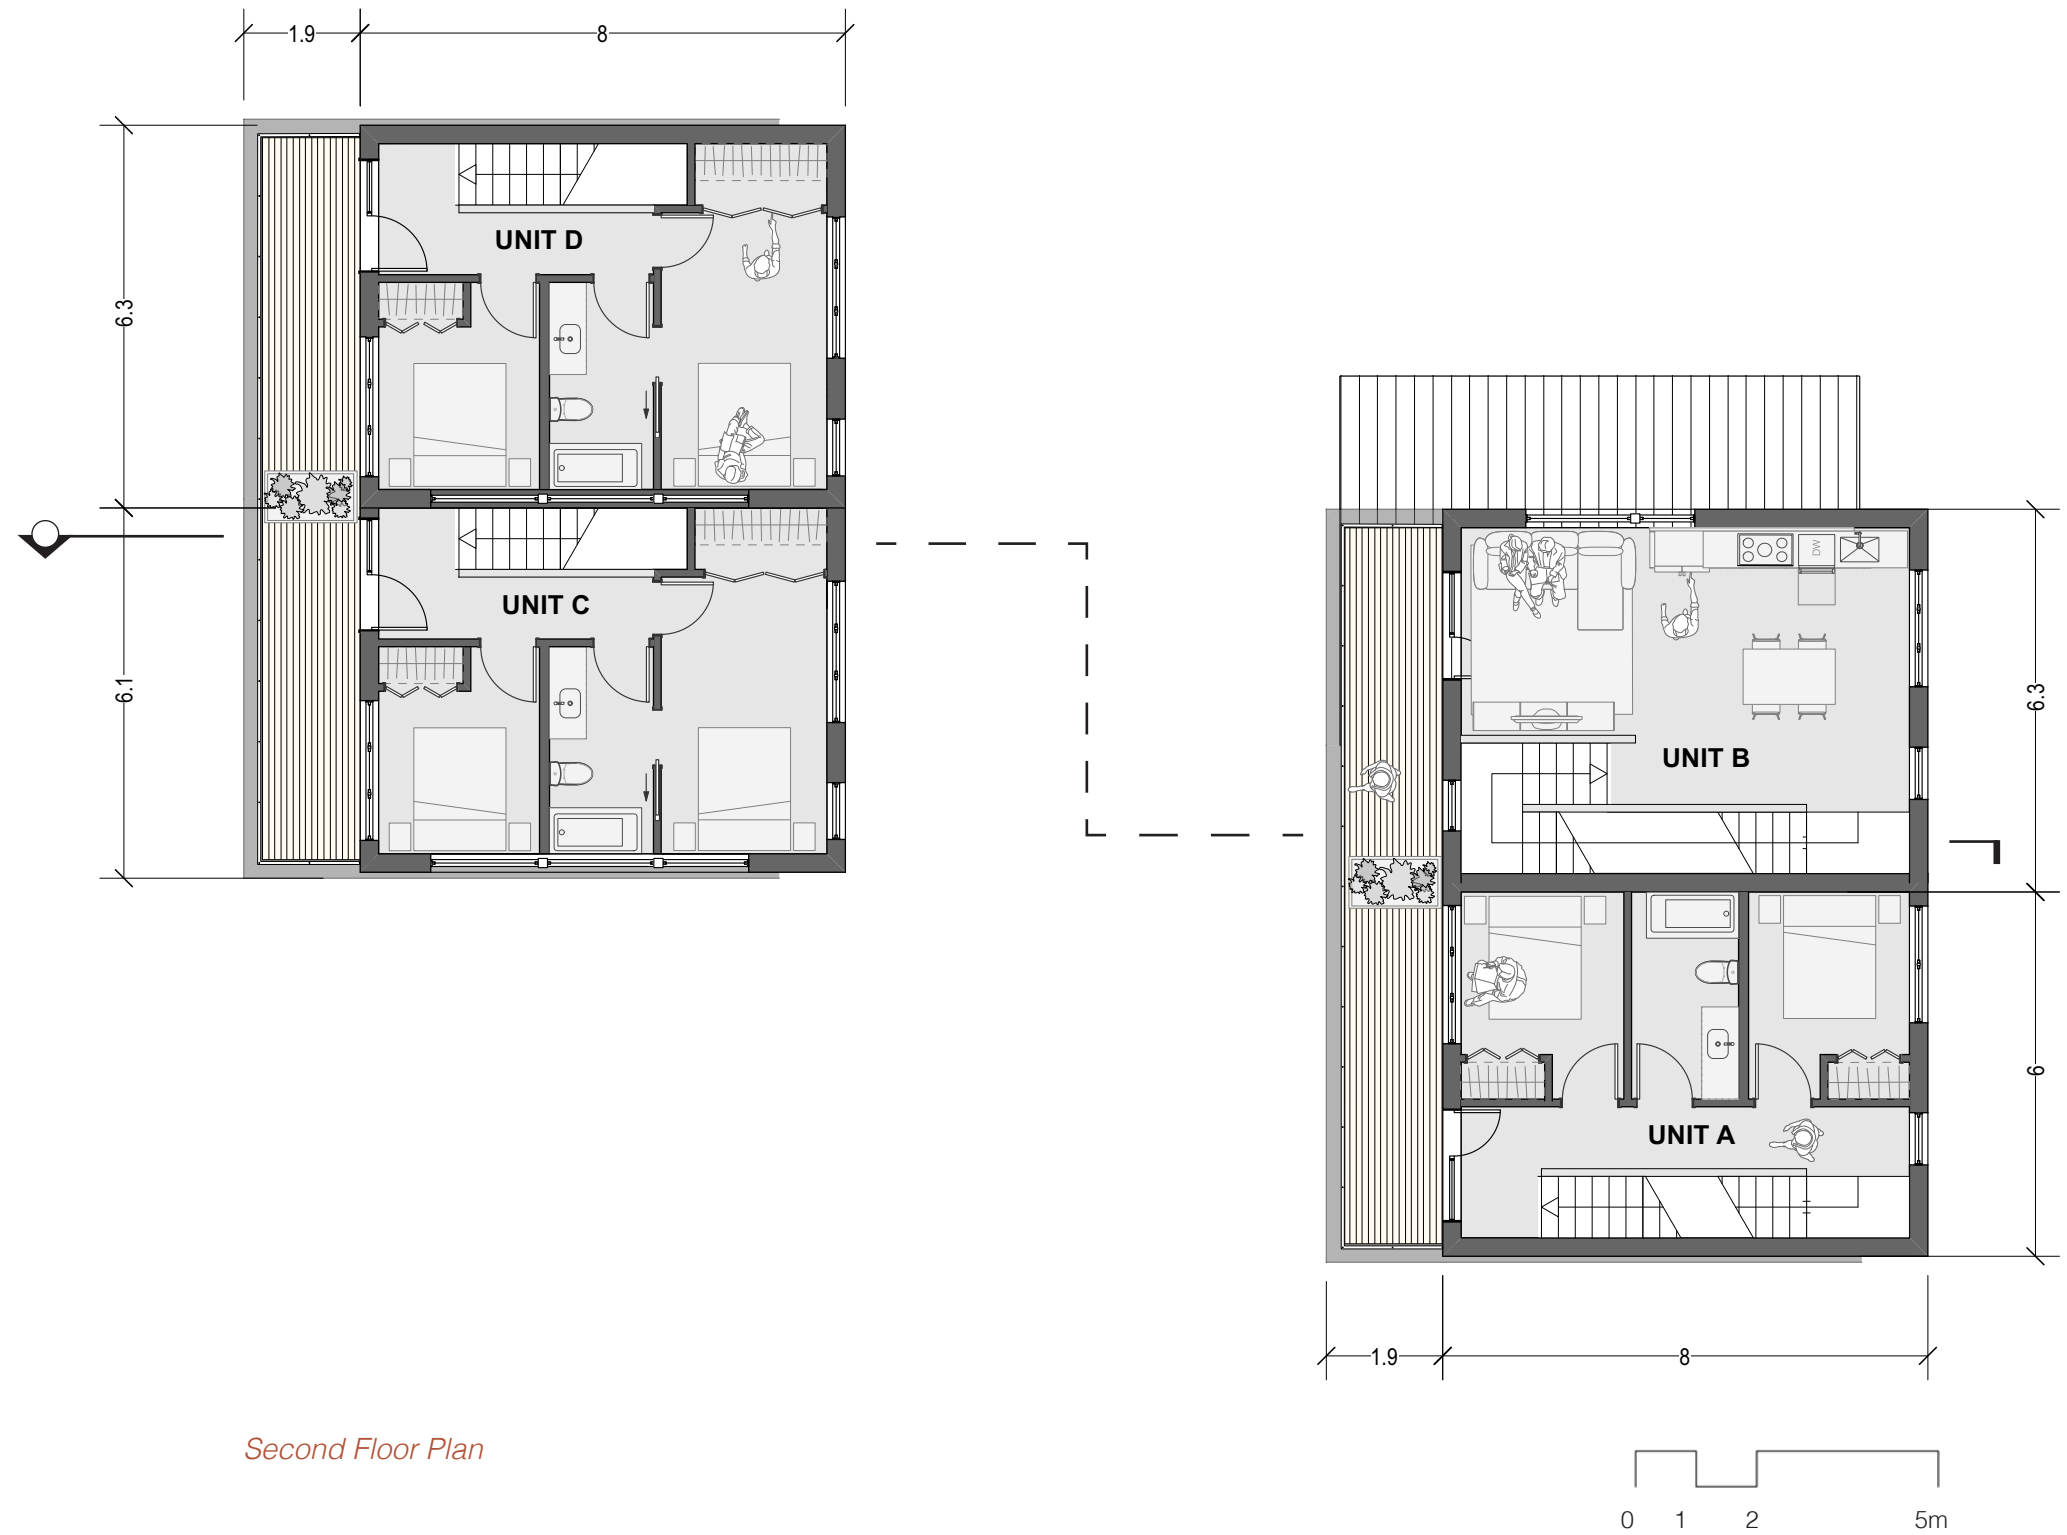 1.9
8
6.3
UNIT D
UNIT C
6.1
DW
6.3
UNIT B
UNIT A
6
1.9
8
Second Floor Plan
0 1 2 5m